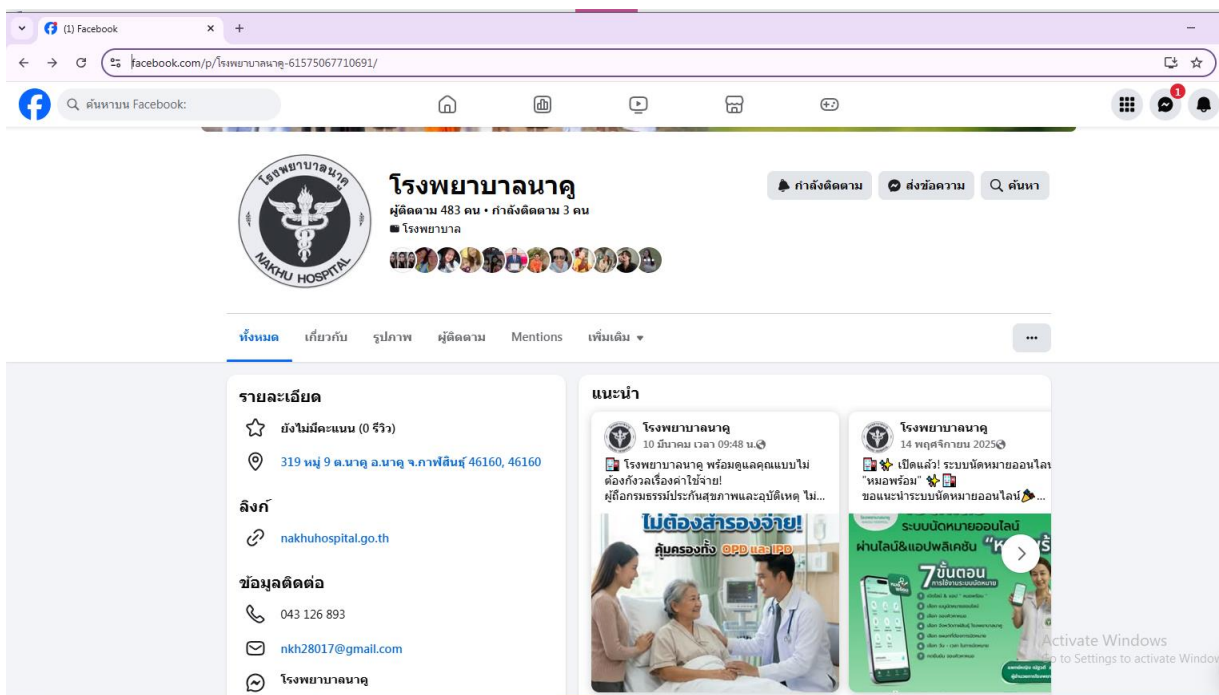 (1) Facebook
facebook.com/p/โรงพยาบาลนาคู-61575067710691/
ค้นหาบน Facebook:
1
โรงพยาบาลนาคู
NAKHU HOSPITAL
โรงพยาบาลนาคู
ผู้ติดตาม 483 คน • กำลังติดตาม 3 คน
โรงพยาบาล
กำลังติดตาม
ส่งข้อความ
ค้นหา
ทั้งหมด
เกี่ยวกับ
รูปภาพ
ผู้ติดตาม
Mentions
เพิ่มเติม
รายละเอียด
ยังไม่มีคะแนน (0 รีวิว)
319 หมู่ 9 ต.นาคู อ.นาคู จ.กาฬสินธุ์ 46160, 46160
ลิงก์
nakhuhospital.go.th
ข้อมูลติดต่อ
043 126 893
nkh28017@gmail.com
โรงพยาบาลนาคู
แนะนำ
โรงพยาบาลนาคู
10 มีนาคม เวลา 09:48 น.
โรงพยาบาลนาคู พร้อมดูแลคุณแบบไม่
ต้องกังวลเรื่องค่าใช้จ่าย!
ผู้ถือกรมธรรม์ประกันสุขภาพและอุบัติเหตุ ไม่...
ไม่ต้องสำรองจ่าย!
คุ้มครองทั้ง OPD และ IPD
โรงพยาบาลนาคู
14 พฤศจิกายน 2025
เปิดแล้ว! ระบบนัดหมายออนไลน
"หมอพร้อม"
ขอแนะนำระบบนัดหมายออนไลน์...
ระบบนัดหมายออนไลน์
ผ่านไลน์&แอปพลิเคชัน
7 ขั้นตอน
การใช้งานระบบนัดหมาย
Activate Windows
Go to Settings to activate Window